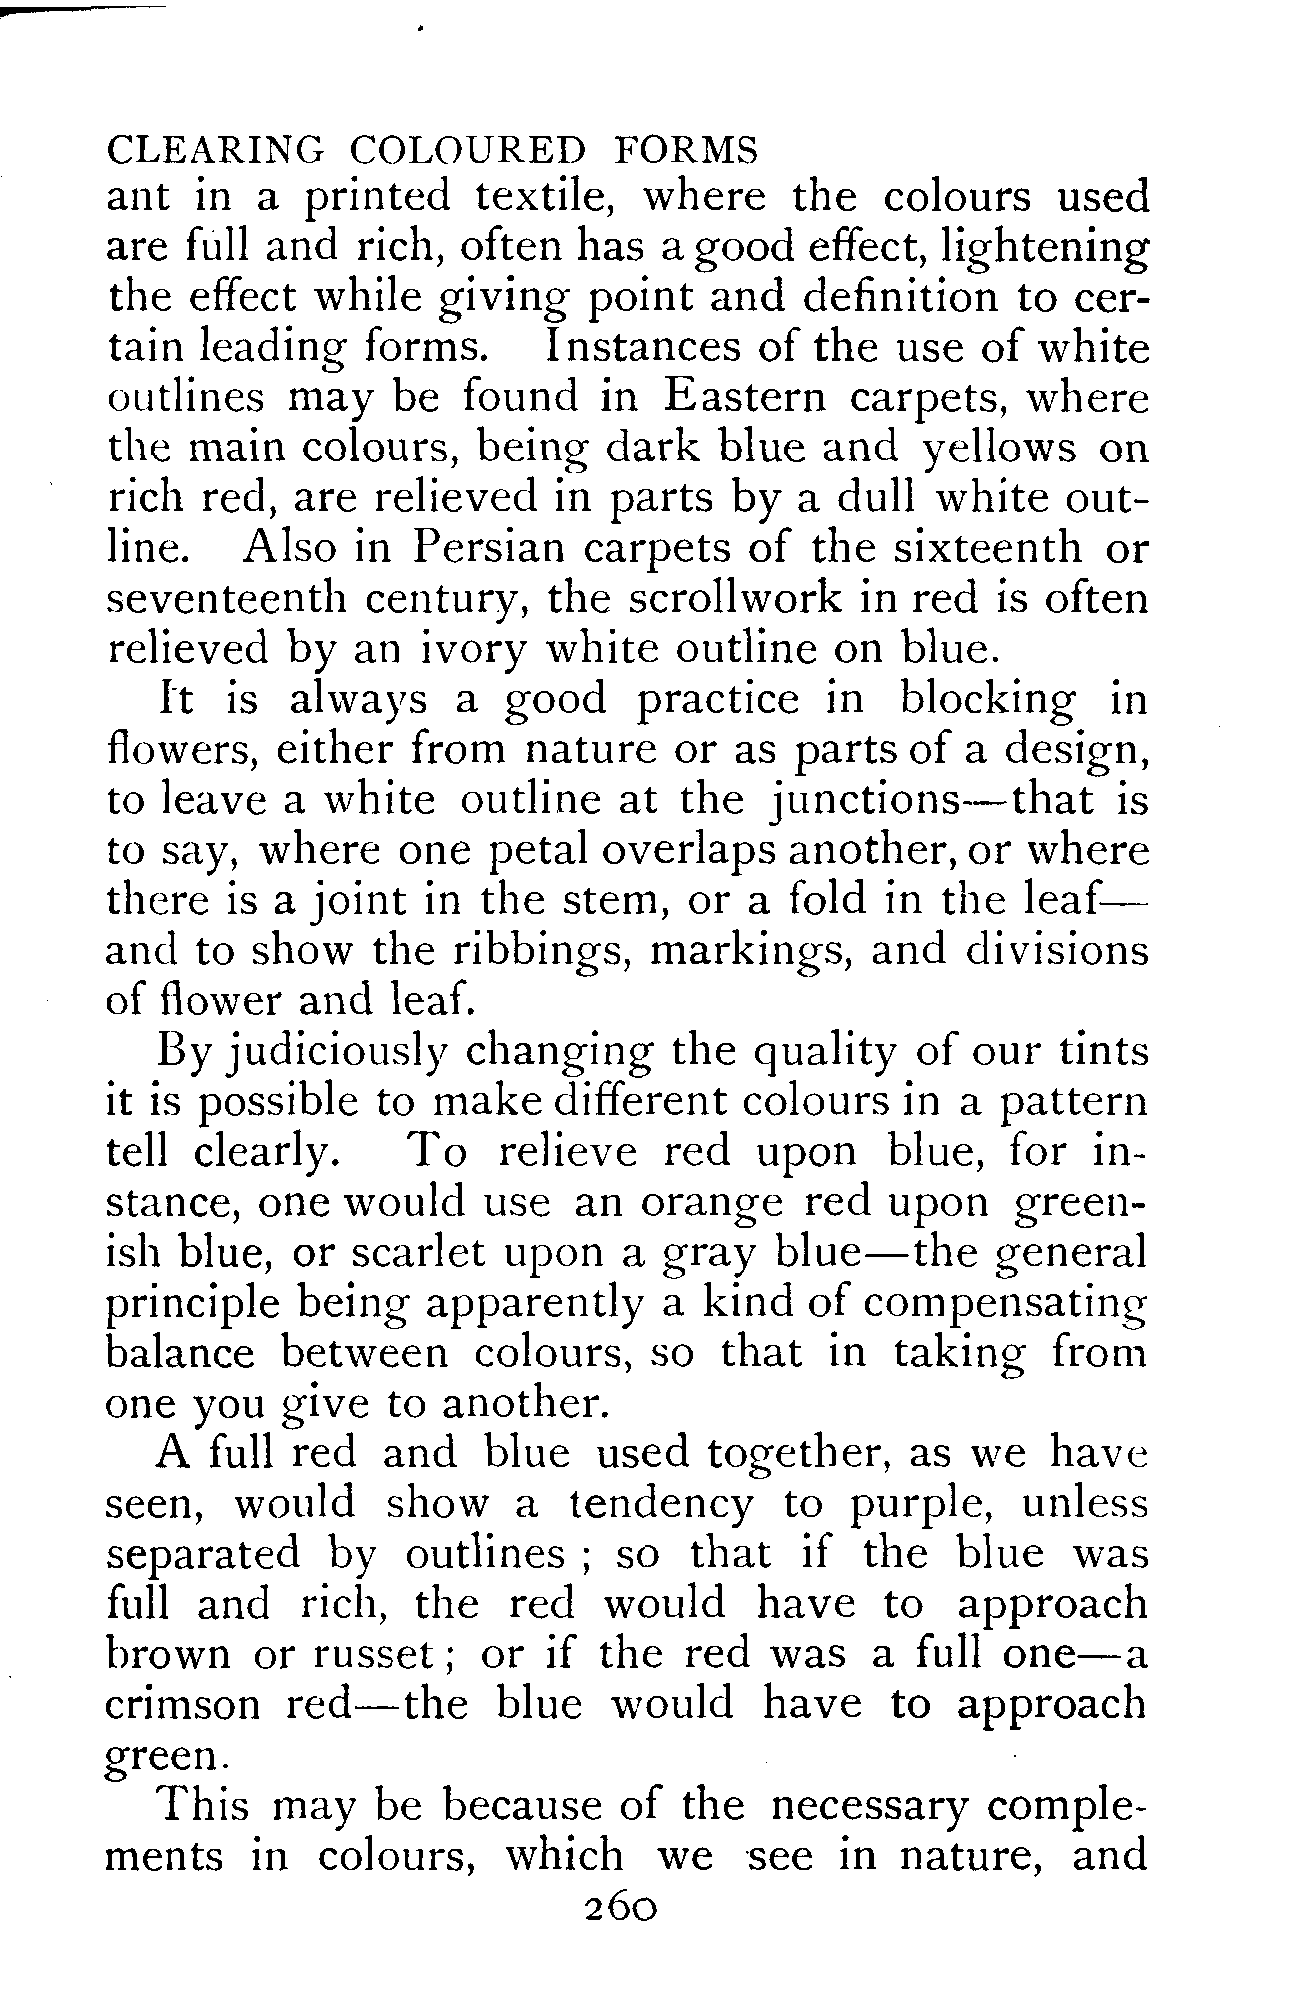 CLEARING COLOURED FORMS
ant in a printed textile, where the colours used
are full and rich, often has a good effect, lightening
the effect while giving point and definition to cer-
tain leading forms. Instances of the use of white
outlines may be found in Eastern carpets, where
the main colours, being dark blue and yellows on
rich red, are relieved in parts by a dull white out-
line. Also in Persian carpets of the sixteenth or
seventeenth century, the scrollwork in red is often
relieved by an ivory white outline on blue.
It is always a good practice in blocking in
flowers, either from nature or as parts of a design,
to leave a white outline at the junctions—that is
to say, where one petal overlaps another, or where
there is a joint in the stem, or a fold in the leaf—
and to show the ribbings, markings, and divisions
of flower and leaf.
By judiciously changing the quality of our tints
it is possible to make different colours in a pattern
tell clearly. To relieve red upon blue, for in-
stance, one would use an orange red upon green-
ish blue, or scarlet upon a gray blue—the general
principle being apparently a kind of compensating
balance between colours, so that in taking from
one you give to another.
A full red and blue used together, as we have
seen, would show a tendency to purple, unless
separated by outlines ; so that if the blue was
full and rich, the red would have to approach
brown or russet ; or if the red was a full one—a
crimson red—the blue would have to approach
green.
This may be because of the necessary comple-
ments in colours, which we see in nature, and
260